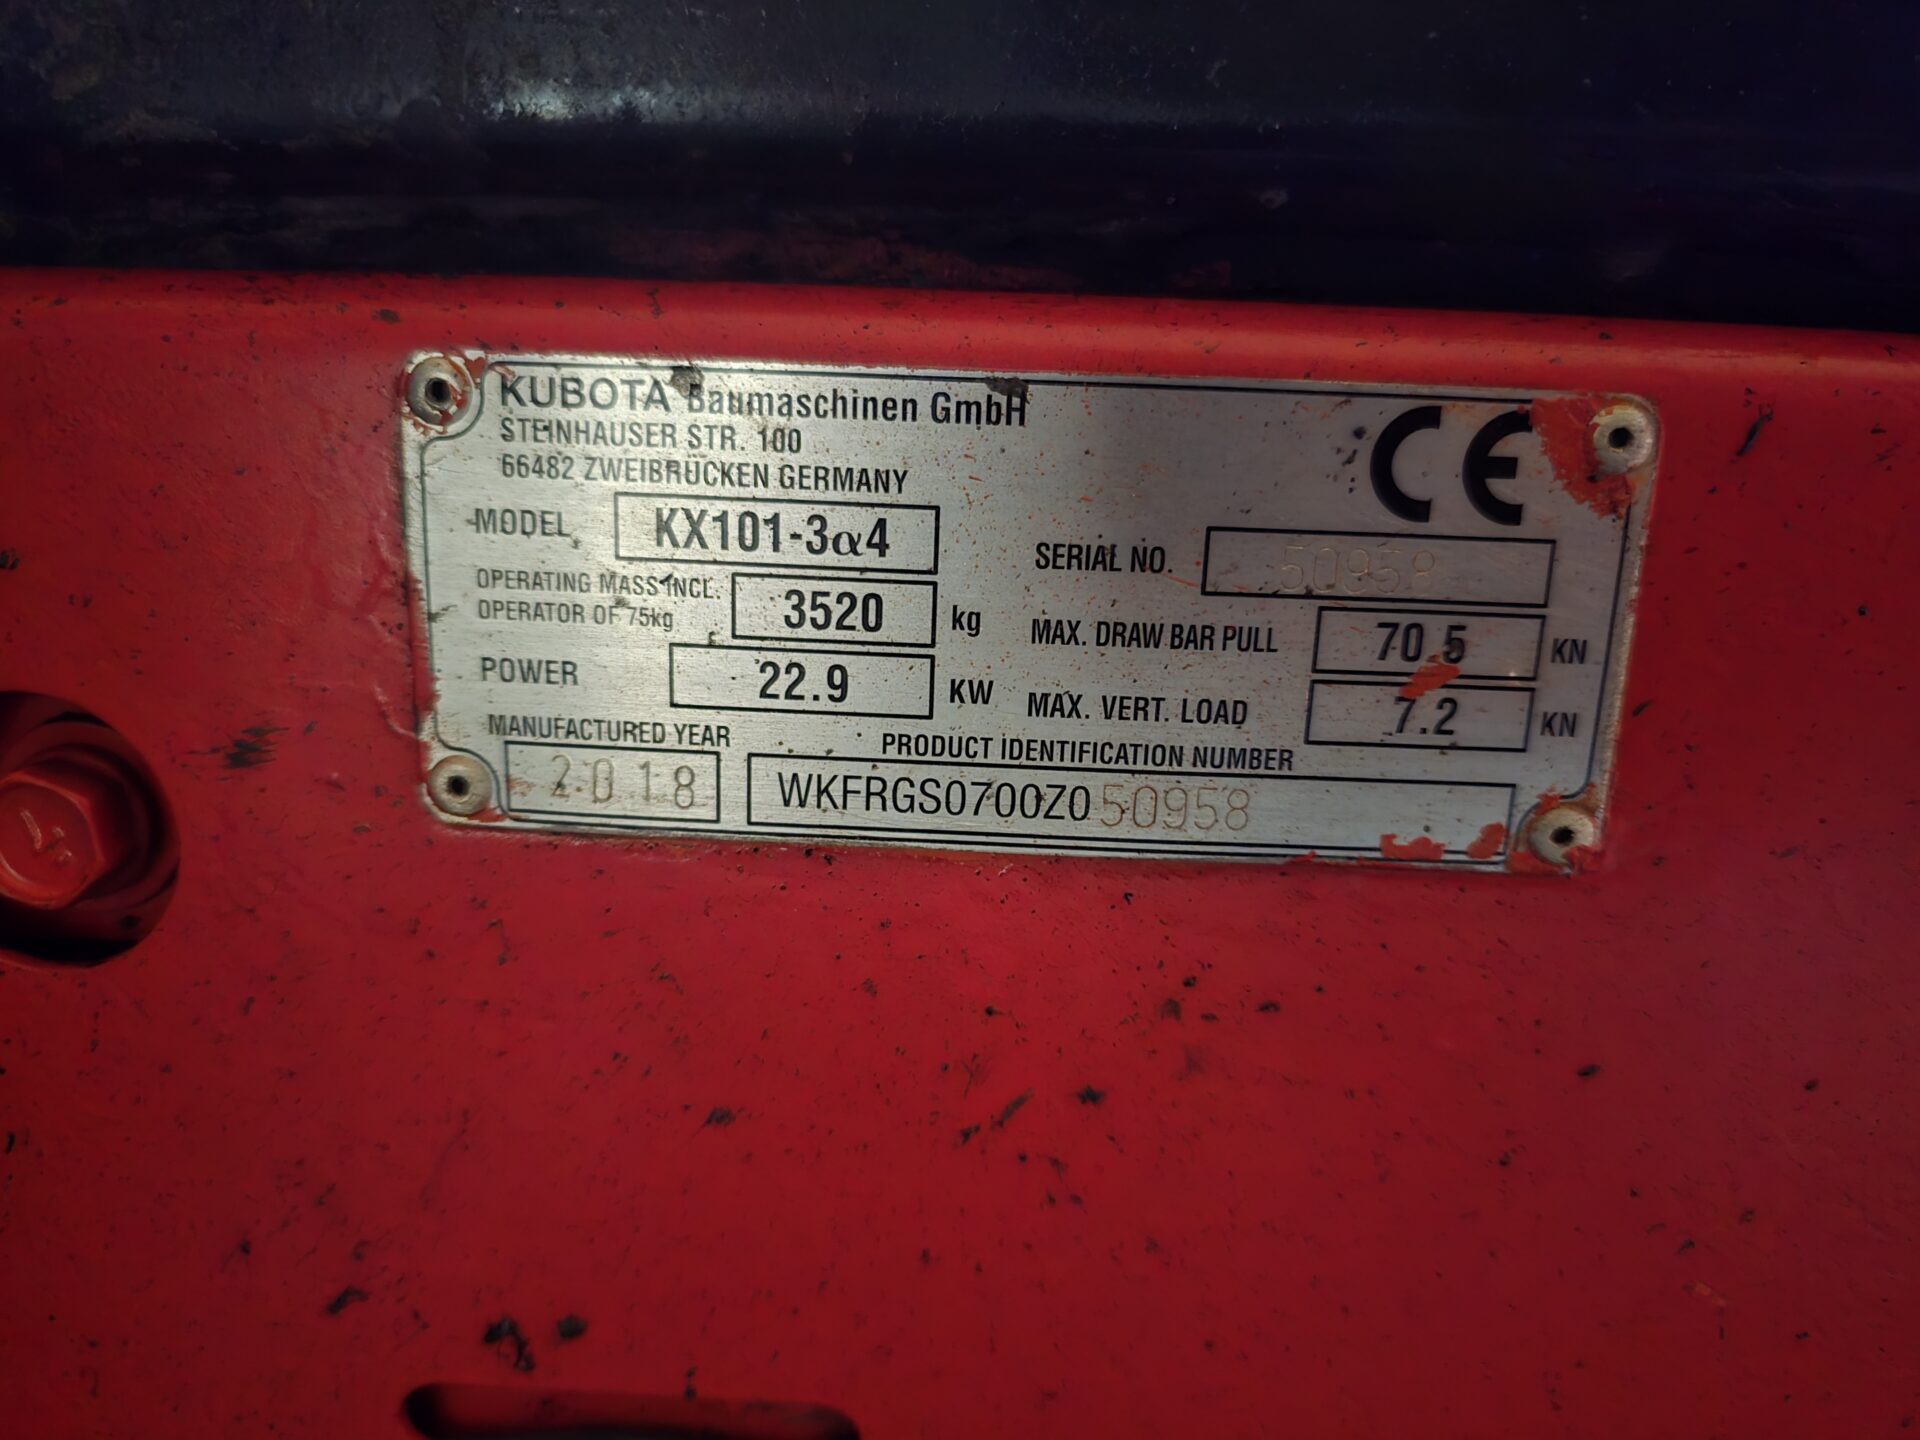 KUBOTA Baumaschinen GmbH
STEINHAUSER STR. 100
66482 ZWEIBRÜCKEN GERMANY
CE
MODEL KX101-3α4
SERIAL NO. 50958
OPERATING MASS INCL.
OPERATOR OF 75kg 3520 kg
MAX. DRAW BAR PULL 70.5 KN
POWER 22.9 KW
MAX. VERT. LOAD 7.2 KN
MANUFACTURED YEAR
2018
PRODUCT IDENTIFICATION NUMBER
WKFRGS0700Z050958